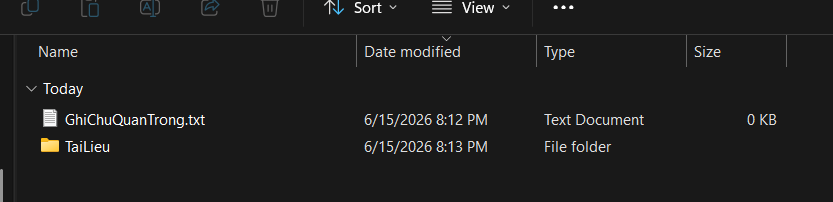 Sort View •••
Name Date modified Type Size
Today
GhiChuQuanTrong.txt 6/15/2026 8:12 PM Text Document 0 KB
TaiLieu 6/15/2026 8:13 PM File folder